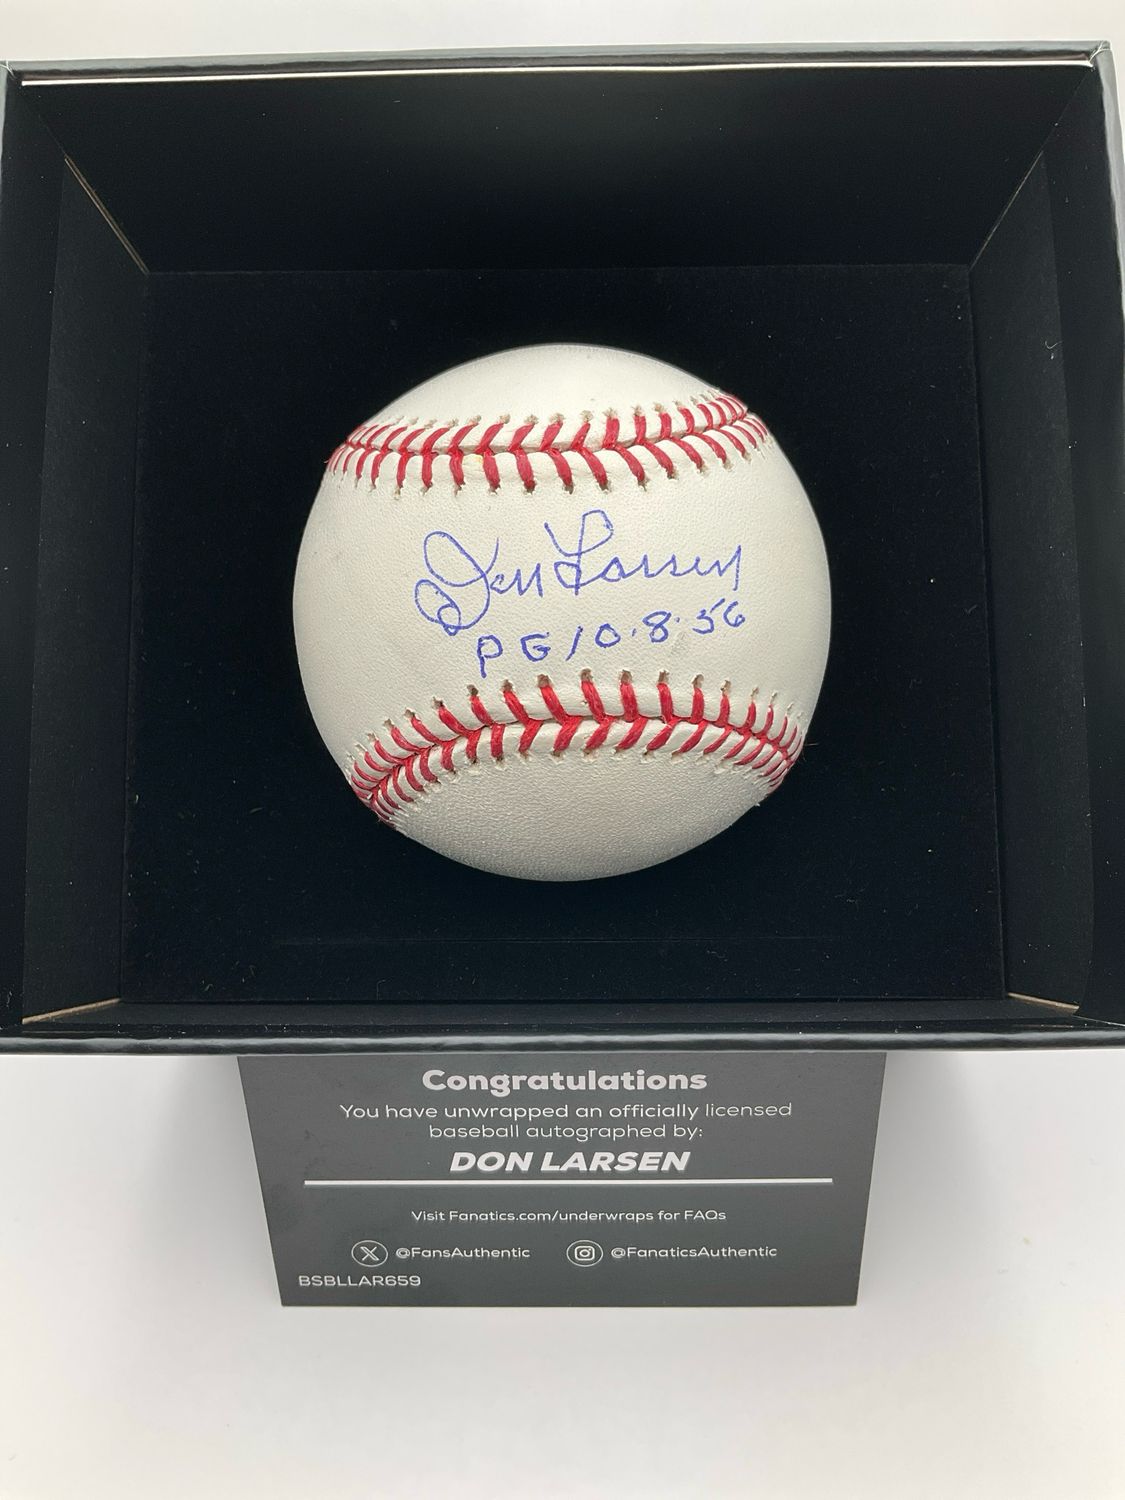 Don Larsen
PG 10.8.56
Congratulations
You have unwrapped an officially licensed
baseball autographed by:
DON LARSEN
Visit Fanatics.com/underwraps for FAQs
@FansAuthentic @FanaticsAuthentic
BSBLLAR659